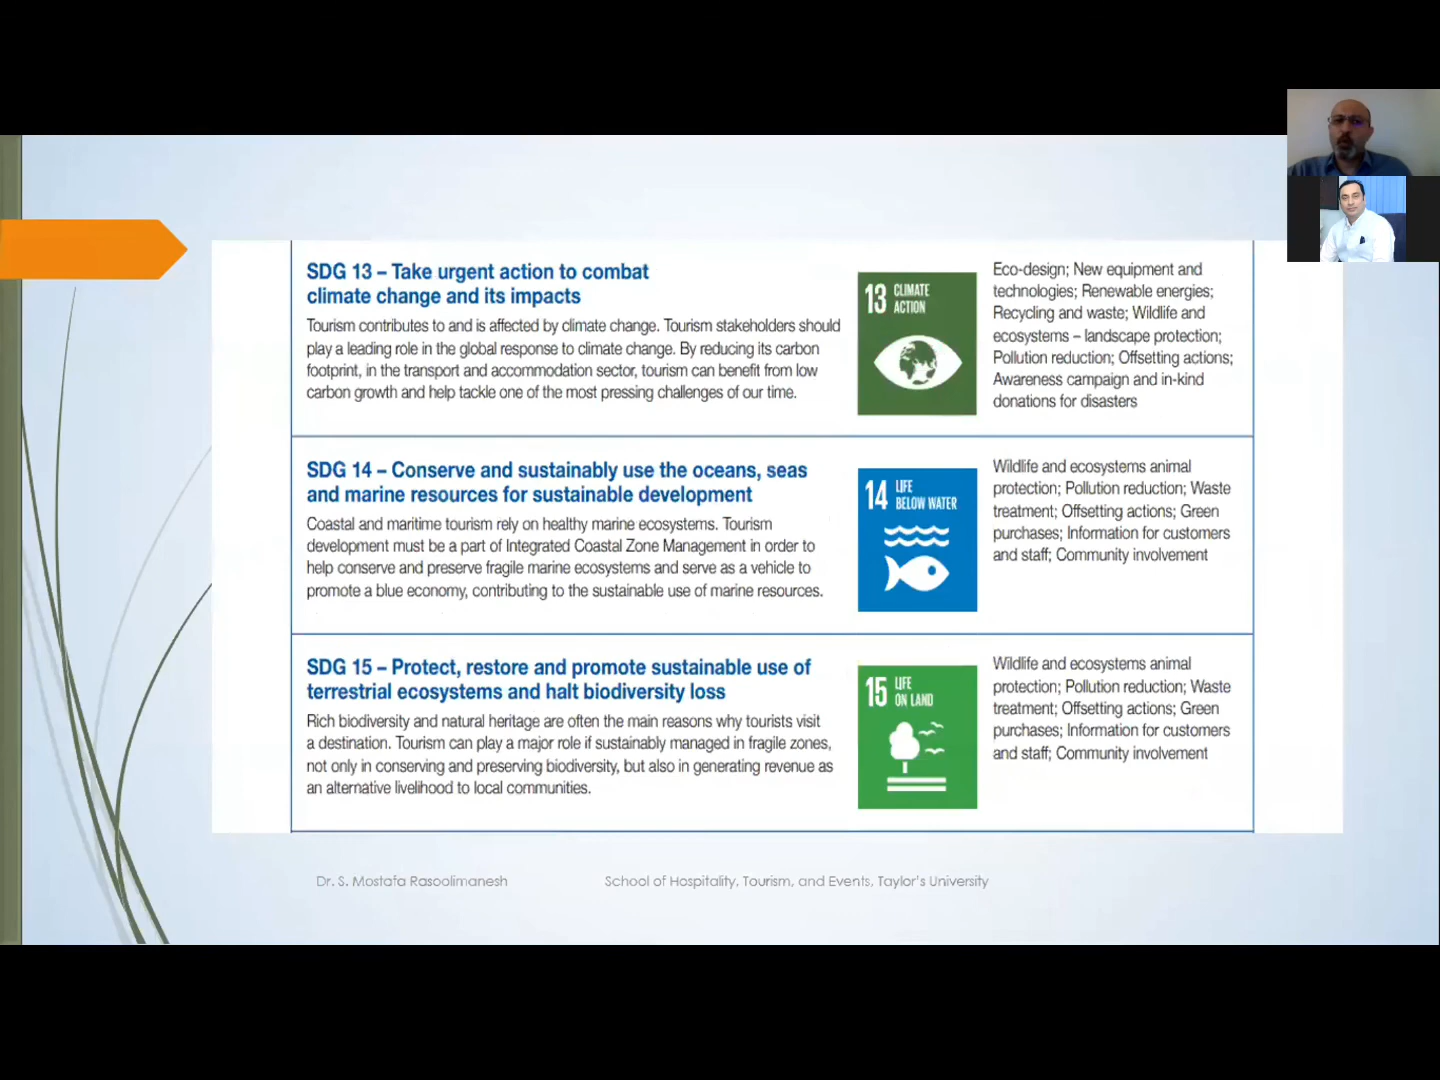 SDG 13 – Take urgent action to combat
climate change and its impacts
Tourism contributes to and is affected by climate change. Tourism stakeholders should
play a leading role in the global response to climate change. By reducing its carbon
footprint, in the transport and accommodation sector, tourism can benefit from low
carbon growth and help tackle one of the most pressing challenges of our time.
13 CLIMATE
ACTION
Eco-design; New equipment and
technologies; Renewable energies;
Recycling and waste; Wildlife and
ecosystems – landscape protection;
Pollution reduction; Offsetting actions;
Awareness campaign and in-kind
donations for disasters
SDG 14 – Conserve and sustainably use the oceans, seas
and marine resources for sustainable development
Coastal and maritime tourism rely on healthy marine ecosystems. Tourism
development must be a part of Integrated Coastal Zone Management in order to
help conserve and preserve fragile marine ecosystems and serve as a vehicle to
promote a blue economy, contributing to the sustainable use of marine resources.
14 LIFE
BELOW WATER
Wildlife and ecosystems animal
protection; Pollution reduction; Waste
treatment; Offsetting actions; Green
purchases; Information for customers
and staff; Community involvement
SDG 15 – Protect, restore and promote sustainable use of
terrestrial ecosystems and halt biodiversity loss
Rich biodiversity and natural heritage are often the main reasons why tourists visit
a destination. Tourism can play a major role if sustainably managed in fragile zones,
not only in conserving and preserving biodiversity, but also in generating revenue as
an alternative livelihood to local communities.
15 LIFE
ON LAND
Wildlife and ecosystems animal
protection; Pollution reduction; Waste
treatment; Offsetting actions; Green
purchases; Information for customers
and staff; Community involvement
Dr. S. Mostafa Rasoolimanesh
School of Hospitality, Tourism, and Events, Taylor's University